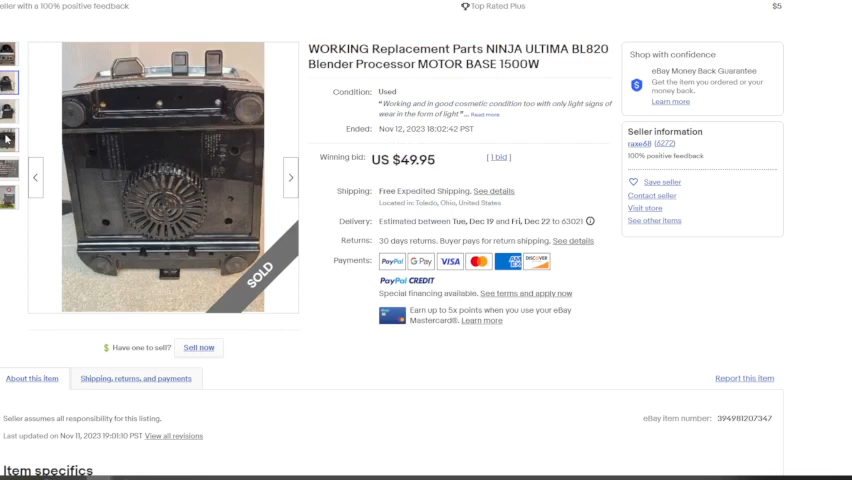 eller with a 100% positive feedback
Top Rated Plus
$5
WORKING Replacement Parts NINJA ULTIMA BL820
Blender Processor MOTOR BASE 1500W
Condition: Used
"Working and in good cosmetic condition too with only light signs of
wear in the form of light"... Read more
Ended: Nov 12, 2023 18:02:42 PST
Winning bid: US $49.95 [ 1 bid ]
Shipping: Free Expedited Shipping. See details
Located in: Toledo, Ohio, United States
Delivery: Estimated between Tue, Dec 19 and Fri, Dec 22 to 63021
Returns: 30 days returns. Buyer pays for return shipping. See details
Payments: PayPal G Pay VISA AM EX DISCOVER
PayPal CREDIT
Special financing available. See terms and apply now
Earn up to 5x points when you use your eBay
Mastercard®. Learn more
Shop with confidence
eBay Money Back Guarantee
Get the item you ordered or your
money back.
Learn more
Seller information
raxe68 (6272)
100% positive feedback
Save seller
Contact seller
Visit store
See other items
SOLD
$ Have one to sell? Sell now
About this item
Shipping, returns, and payments
Report this item
Seller assumes all responsibility for this listing.
eBay item number: 394981207347
Last updated on Nov 11, 2023 19:01:10 PST View all revisions
Item specifics